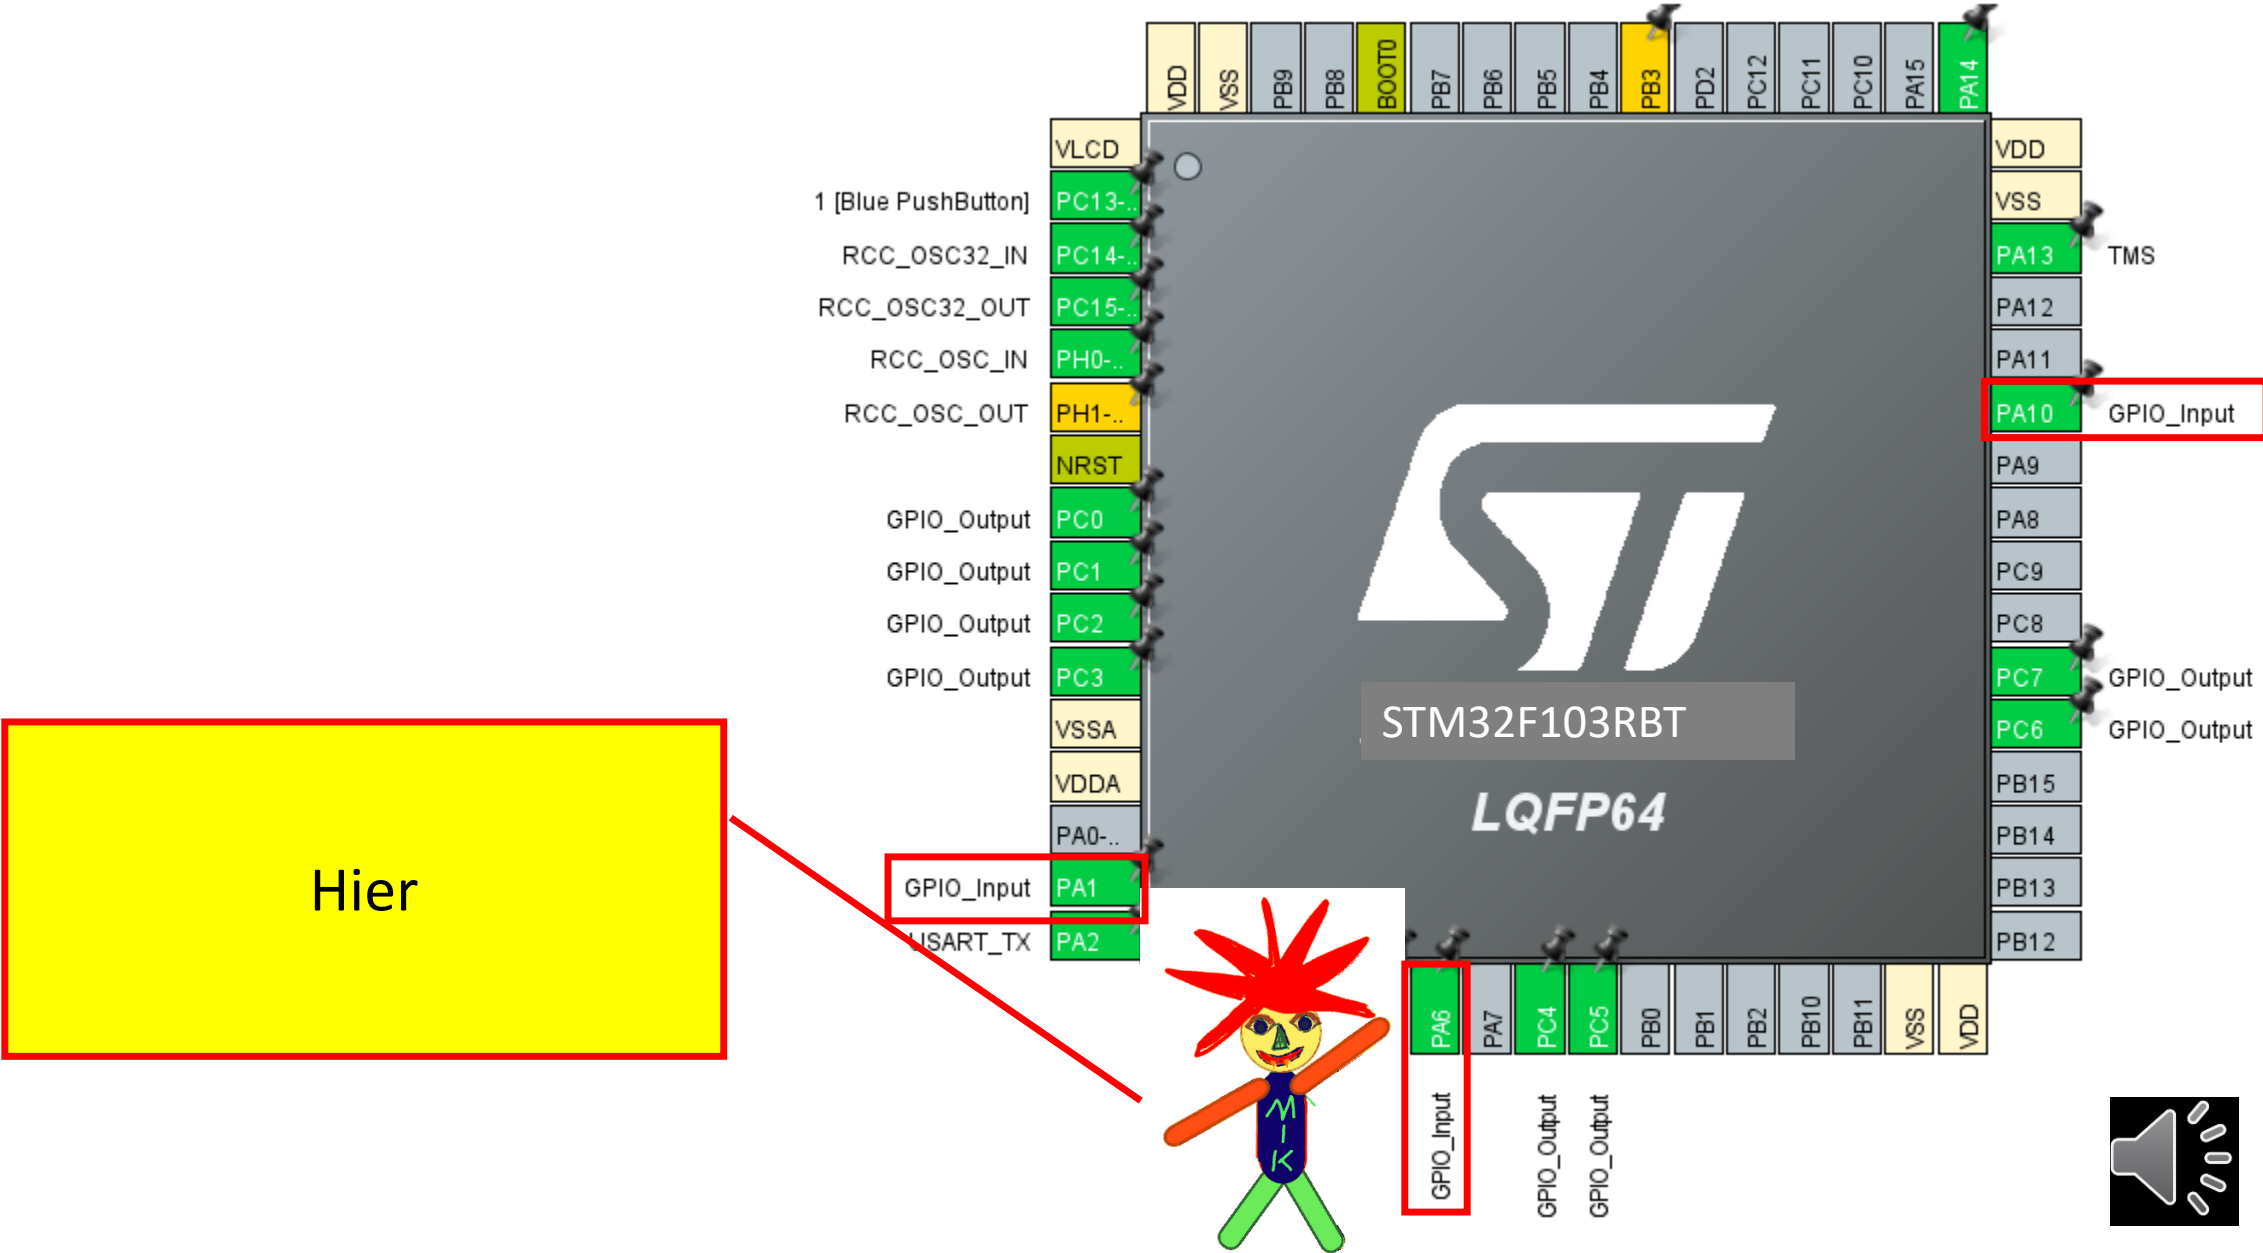 VDD
VSS
PB9
PB8
BOOT0
PB7
PB6
PB5
PB4
PB3
PD2
PC12
PC11
PC10
PA15
PA14
VLCD
1 [Blue PushButton] PC13-..
RCC_OSC32_IN PC14-..
RCC_OSC32_OUT PC15-..
RCC_OSC_IN PH0-..
RCC_OSC_OUT PH1-..
NRST
GPIO_Output PC0
GPIO_Output PC1
GPIO_Output PC2
GPIO_Output PC3
VSSA
VDDA
PA0-..
GPIO_Input PA1
USART_TX PA2
Hier
ST
STM32F103RBT
LQFP64
VDD
VSS
PA13 TMS
PA12
PA11
PA10 GPIO_Input
PA9
PA8
PC9
PC8
PC7 GPIO_Output
PC6 GPIO_Output
PB15
PB14
PB13
PB12
MIK
PA6 GPIO_Input
PA7
PC4 GPIO_Output
PC5 GPIO_Output
PB0
PB1
PB2
PB10
PB11
VSS
VDD